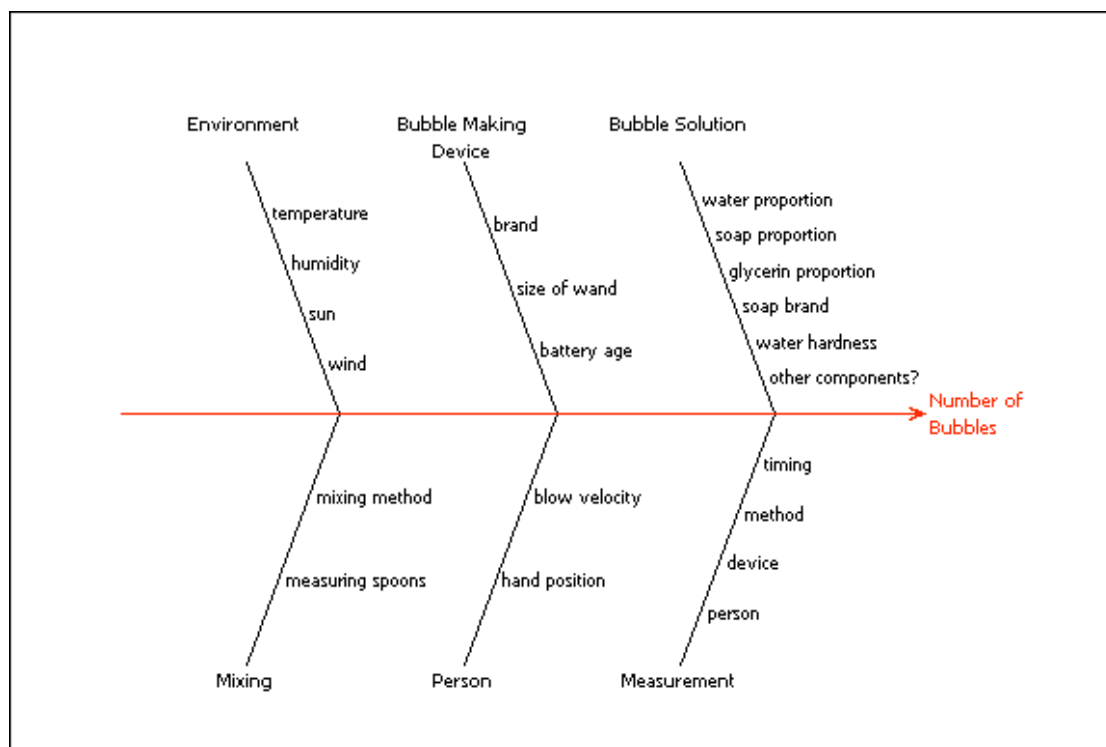 Environment
Bubble Making
Device
Bubble Solution
temperature
humidity
sun
wind
brand
size of wand
battery age
water proportion
soap proportion
glycerin proportion
soap brand
water hardness
other components?
Number of
Bubbles
mixing method
measuring spoons
blow velocity
hand position
timing
method
device
person
Mixing
Person
Measurement